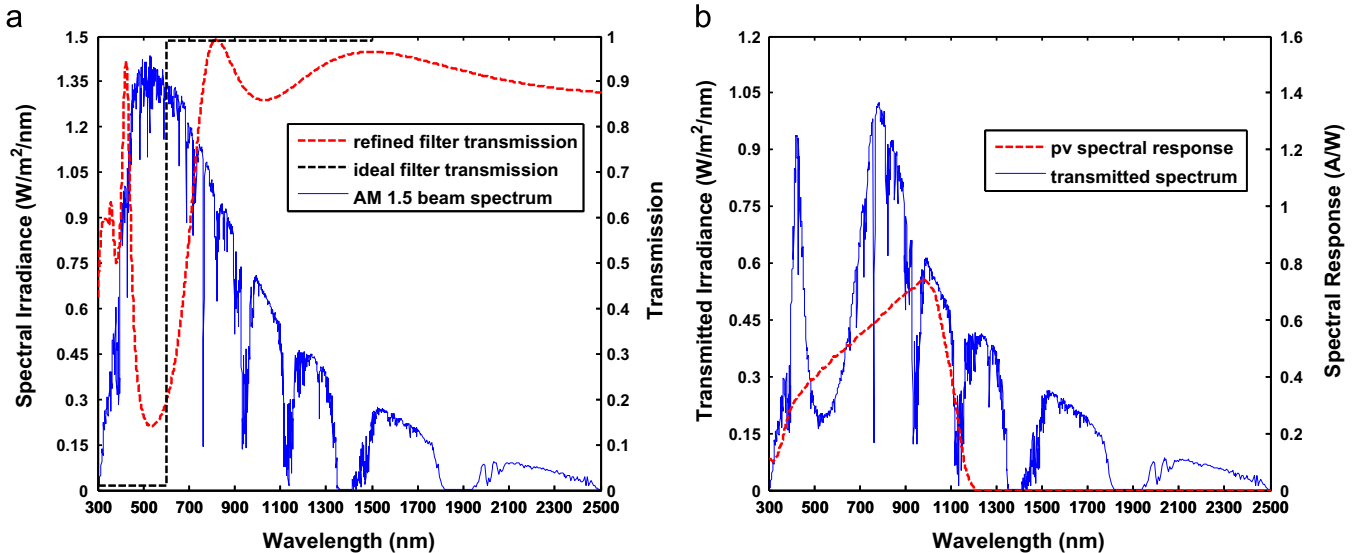 a
Spectral Irradiance (W/m²/nm)
1.5
1.35
1.2
1.05
0.9
0.75
0.6
0.45
0.3
0.15
0
300 500 700 900 1100 1300 1500 1700 1900 2100 2300 2500
Wavelength (nm)
1
0.9
0.8
0.7
0.6
0.5
0.4
0.3
0.2
0.1
0
Transmission
refined filter transmission
ideal filter transmission
AM 1.5 beam spectrum
b
Transmitted Irradiance (W/m²/nm)
1.2
1.05
0.9
0.75
0.6
0.45
0.3
0.15
0
300 500 700 900 1100 1300 1500 1700 1900 2100 2300 2500
Wavelength (nm)
1.6
1.4
1.2
1
0.8
0.6
0.4
0.2
0
Spectral Response (A/W)
pv spectral response
transmitted spectrum